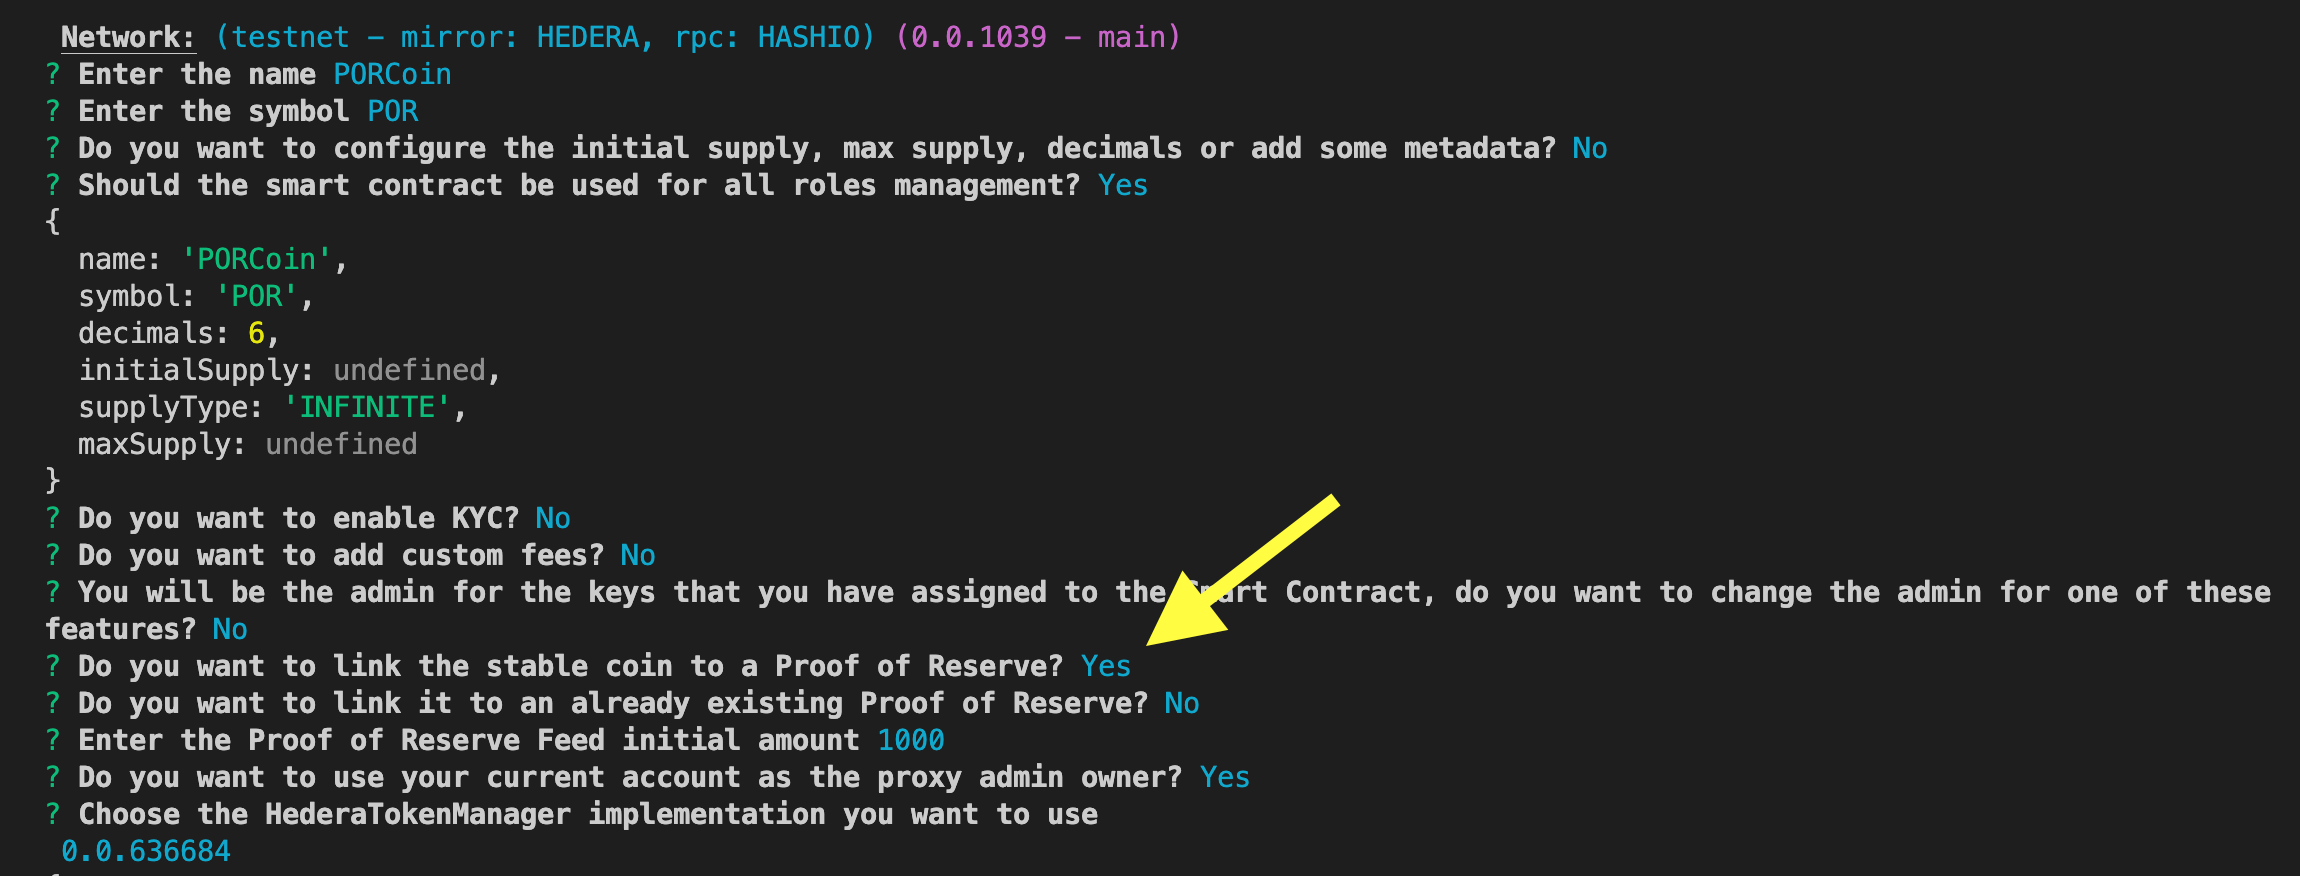 Network: (testnet – mirror: HEDERA, rpc: HASHIO) (0.0.1039 – main)
? Enter the name PORCoin
? Enter the symbol POR
? Do you want to configure the initial supply, max supply, decimals or add some metadata? No
? Should the smart contract be used for all roles management? Yes
{
name: 'PORCoin',
symbol: 'POR',
decimals: 6,
initialSupply: undefined,
supplyType: 'INFINITE',
maxSupply: undefined
}
? Do you want to enable KYC? No
? Do you want to add custom fees? No
? You will be the admin for the keys that you have assigned to the Smart Contract, do you want to change the admin for one of these
features? No
? Do you want to link the stable coin to a Proof of Reserve? Yes
? Do you want to link it to an already existing Proof of Reserve? No
? Enter the Proof of Reserve Feed initial amount 1000
? Do you want to use your current account as the proxy admin owner? Yes
? Choose the HederaTokenManager implementation you want to use
0.0.636684